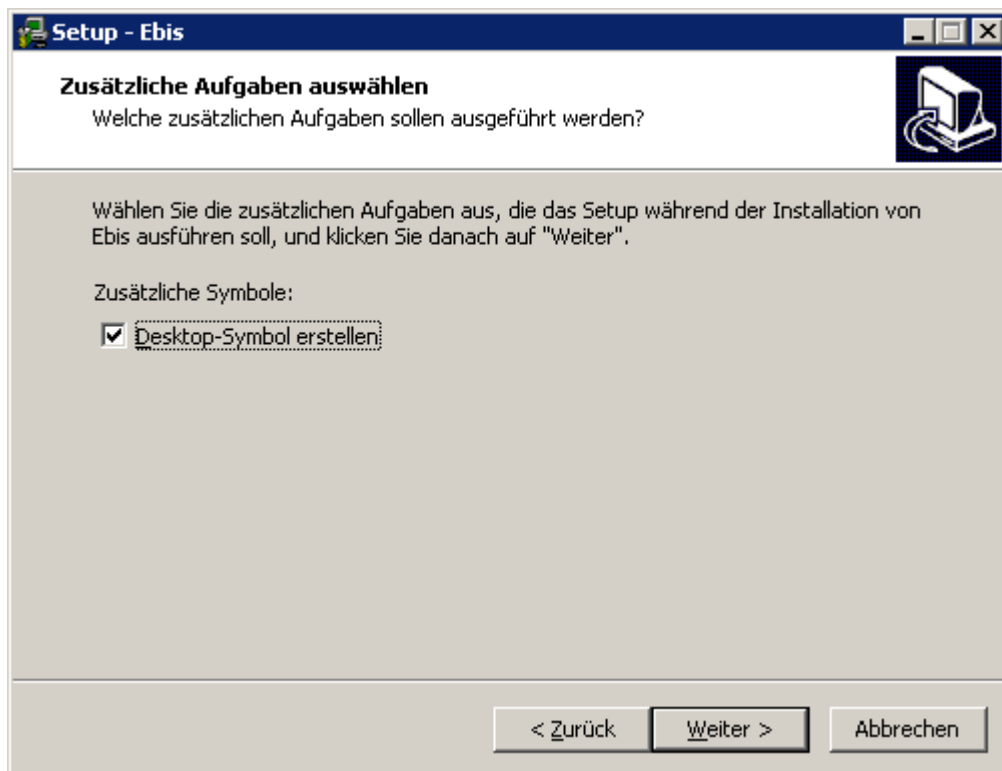 Setup - Ebis
Zusätzliche Aufgaben auswählen
Welche zusätzlichen Aufgaben sollen ausgeführt werden?
Wählen Sie die zusätzlichen Aufgaben aus, die das Setup während der Installation von
Ebis ausführen soll, und klicken Sie danach auf "Weiter".
Zusätzliche Symbole:
Desktop-Symbol erstellen
< Zurück
Weiter >
Abbrechen